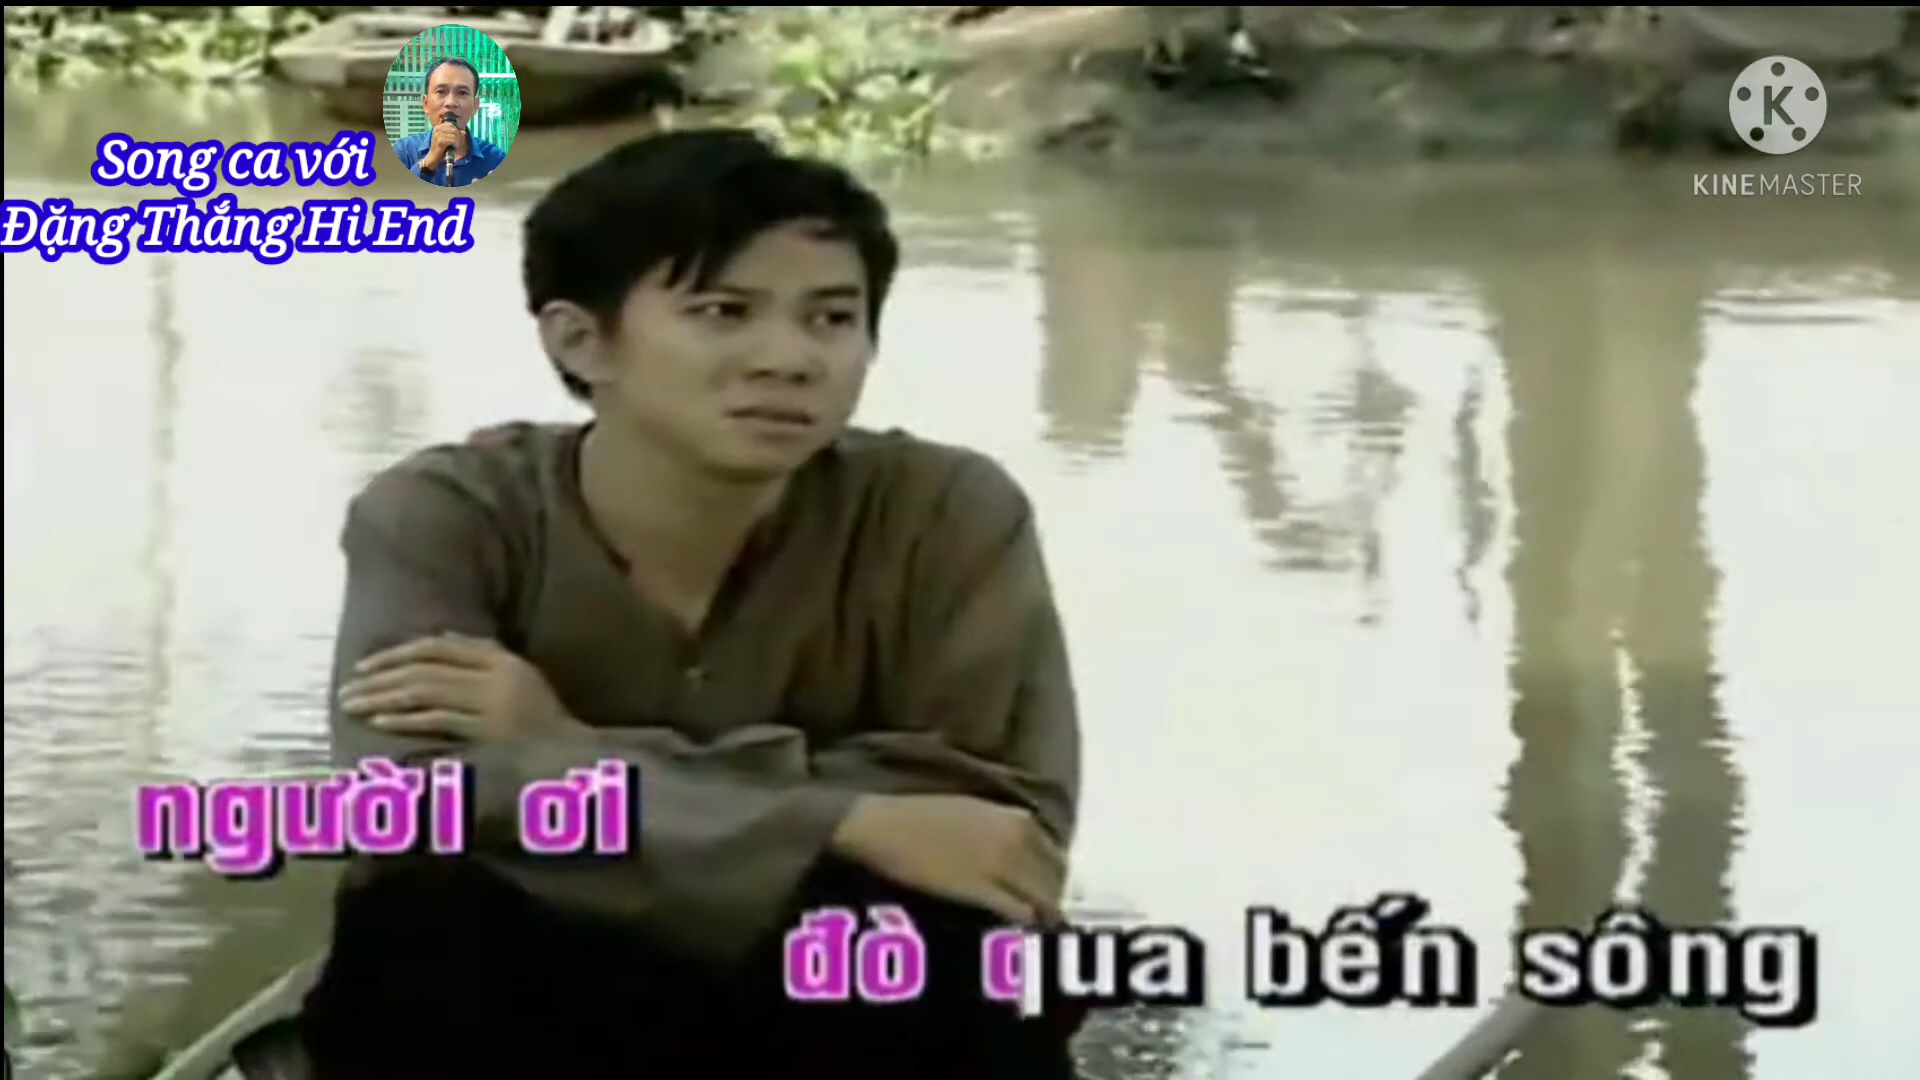 Song ca với
Đặng Thắng Hi End
K
KINEMASTER
người ơi
đò qua bến sông